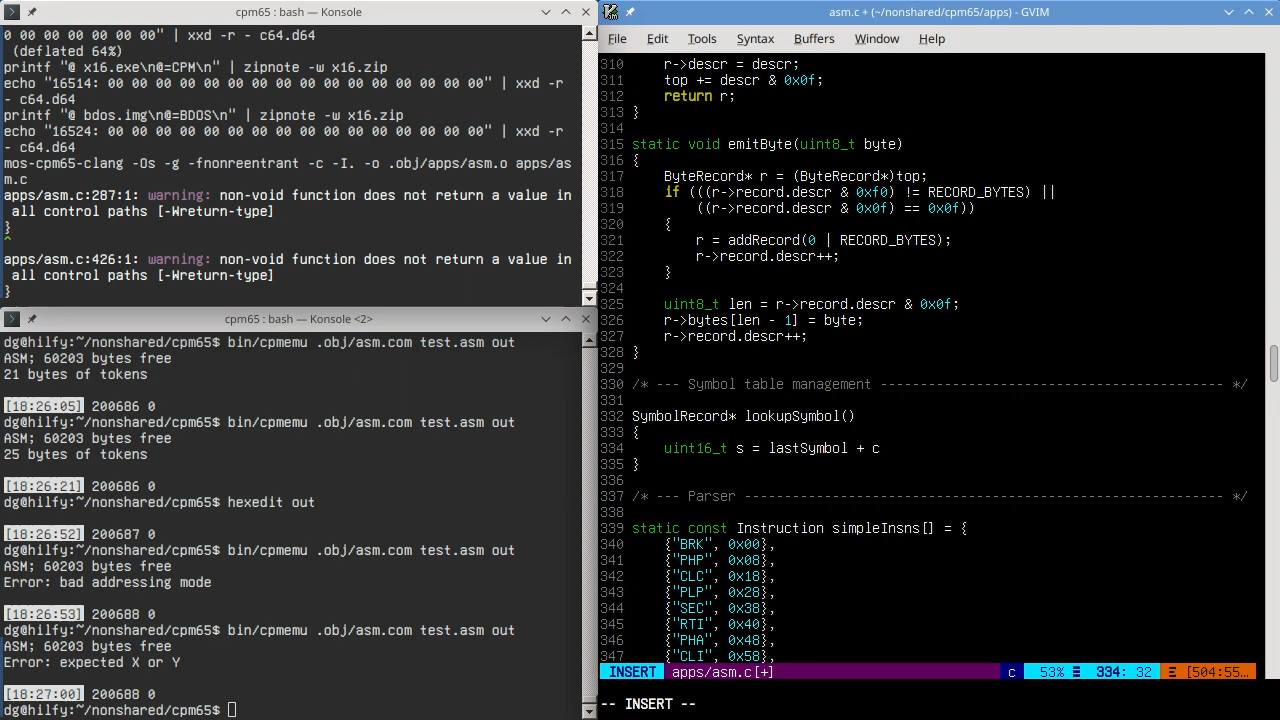 cpm65 : bash — Konsole
0 00 00 00 00 00" | xxd -r - c64.d64
(deflated 64%)
printf "@ x16.exe\n@=CPM\n" | zipnote -w x16.zip
echo "16514: 00 00 00 00 00 00 00 00 00 00 00 00" | xxd -r
- c64.d64
printf "@ bdos.img\n@=BDOS\n" | zipnote -w x16.zip
echo "16524: 00 00 00 00 00 00 00 00 00 00 00 00" | xxd -r
- c64.d64
mos-cpm65-clang -Os -g -fnonreentrant -c -I. -o .obj/apps/asm.o apps/as
m.c
apps/asm.c:287:1: warning: non-void function does not return a value in
all control paths [-Wreturn-type]
}
^
apps/asm.c:426:1: warning: non-void function does not return a value in
all control paths [-Wreturn-type]
}
cpm65 : bash — Konsole <2>
dg@hilfy:~/nonshared/cpm65$ bin/cpmemu .obj/asm.com test.asm out
ASM; 60203 bytes free
21 bytes of tokens
[18:26:05] 200686 0
dg@hilfy:~/nonshared/cpm65$ bin/cpmemu .obj/asm.com test.asm out
ASM; 60203 bytes free
25 bytes of tokens
[18:26:21] 200686 0
dg@hilfy:~/nonshared/cpm65$ hexedit out
[18:26:52] 200687 0
dg@hilfy:~/nonshared/cpm65$ bin/cpmemu .obj/asm.com test.asm out
ASM; 60203 bytes free
Error: bad addressing mode
[18:26:53] 200688 0
dg@hilfy:~/nonshared/cpm65$ bin/cpmemu .obj/asm.com test.asm out
ASM; 60203 bytes free
Error: expected X or Y
[18:27:00] 200688 0
dg@hilfy:~/nonshared/cpm65$
asm.c + (~/nonshared/cpm65/apps) - GVIM
File Edit Tools Syntax Buffers Window Help
310 r->descr = descr;
311 top += descr & 0x0f;
312 return r;
313 }
314
315 static void emitByte(uint8_t byte)
316 {
317 ByteRecord* r = (ByteRecord*)top;
318 if (((r->record.descr & 0xf0) != RECORD_BYTES) ||
319 ((r->record.descr & 0x0f) == 0x0f))
320 {
321 r = addRecord(0 | RECORD_BYTES);
322 r->record.descr++;
323 }
324
325 uint8_t len = r->record.descr & 0x0f;
326 r->bytes[len - 1] = byte;
327 r->record.descr++;
328 }
329
330 /* --- Symbol table management ------------------------------------------- */
331
332 SymbolRecord* lookupSymbol()
333 {
334 uint16_t s = lastSymbol + c
335 }
336
337 /* --- Parser ------------------------------------------------------------ */
338
339 static const Instruction simpleInsns[] = {
340 {"BRK", 0x00},
341 {"PHP", 0x08},
342 {"CLC", 0x18},
343 {"PLP", 0x28},
344 {"SEC", 0x38},
345 {"RTI", 0x40},
346 {"PHA", 0x48},
347 {"CLI", 0x58},
INSERT apps/asm.c[+] c 53% ☰ 334: 32 Ξ [504:55…
-- INSERT --